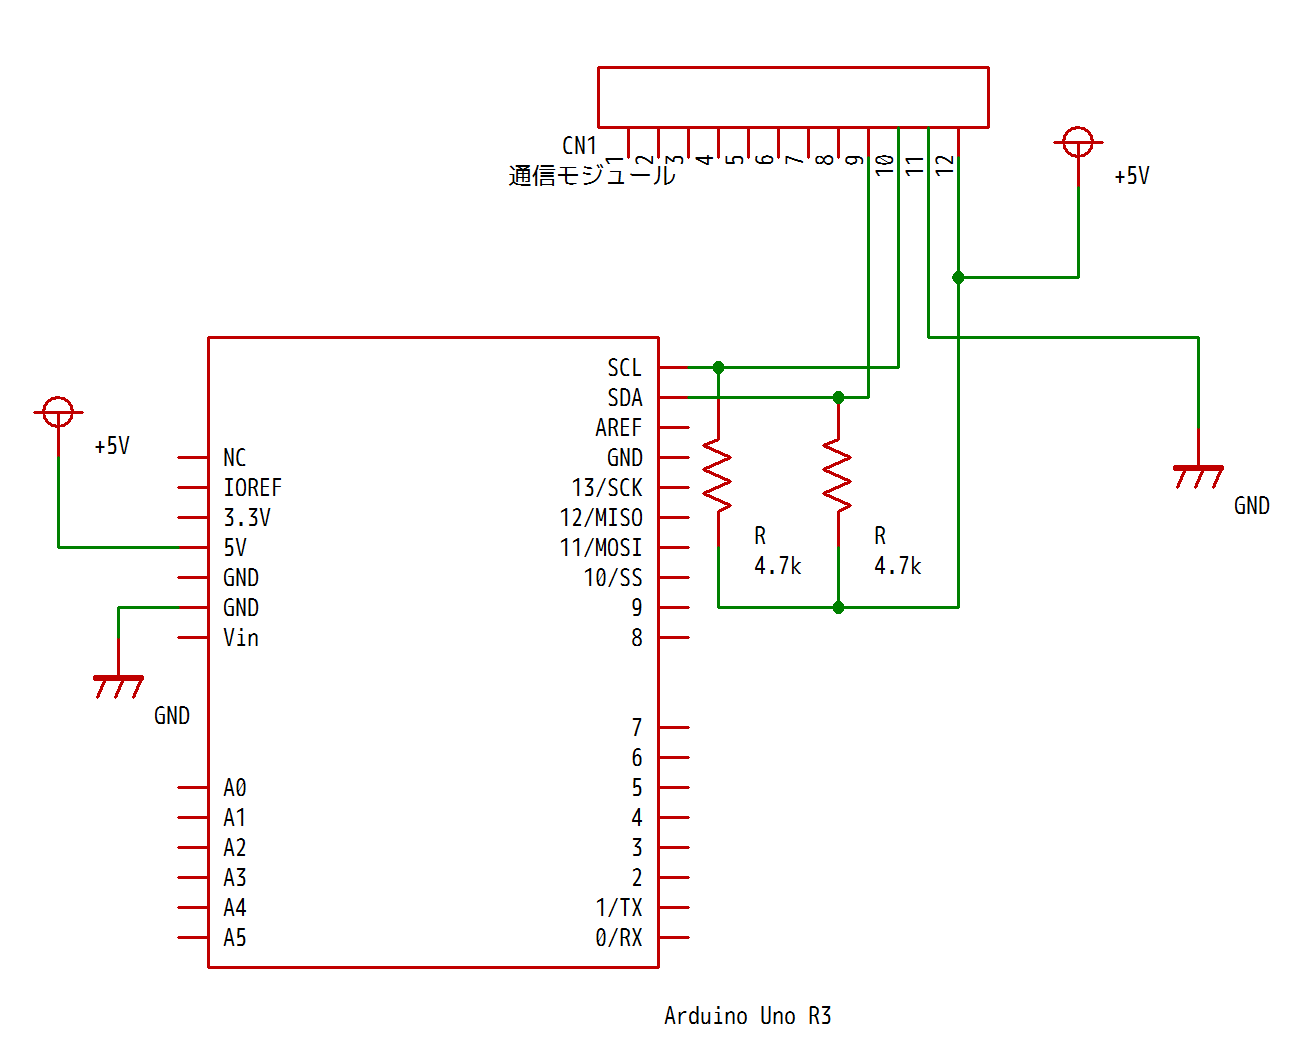 CN1
通信モジュール
1
2
3
4
5
6
7
8
9
10
11
12
+5V
GND
+5V
GND
NC
IOREF
3.3V
5V
GND
GND
Vin
A0
A1
A2
A3
A4
A5
SCL
SDA
AREF
GND
13/SCK
12/MISO
11/MOSI
10/SS
9
8
7
6
5
4
3
2
1/TX
0/RX
R
4.7k
R
4.7k
Arduino Uno R3